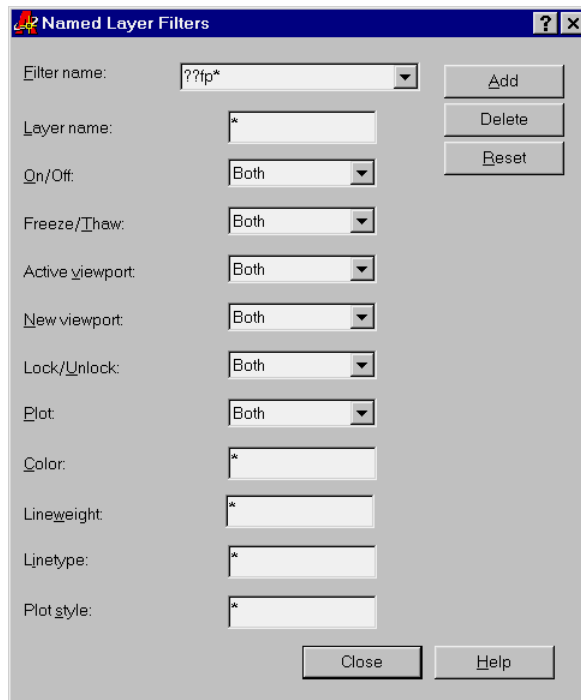 Named Layer Filters
Filter name: ??fp* Add
Layer name: * Delete
On/Off: Both Reset
Freeze/Thaw: Both
Active viewport: Both
New viewport: Both
Lock/Unlock: Both
Plot: Both
Color: *
Lineweight: *
Linetype: *
Plot style: *
Close Help